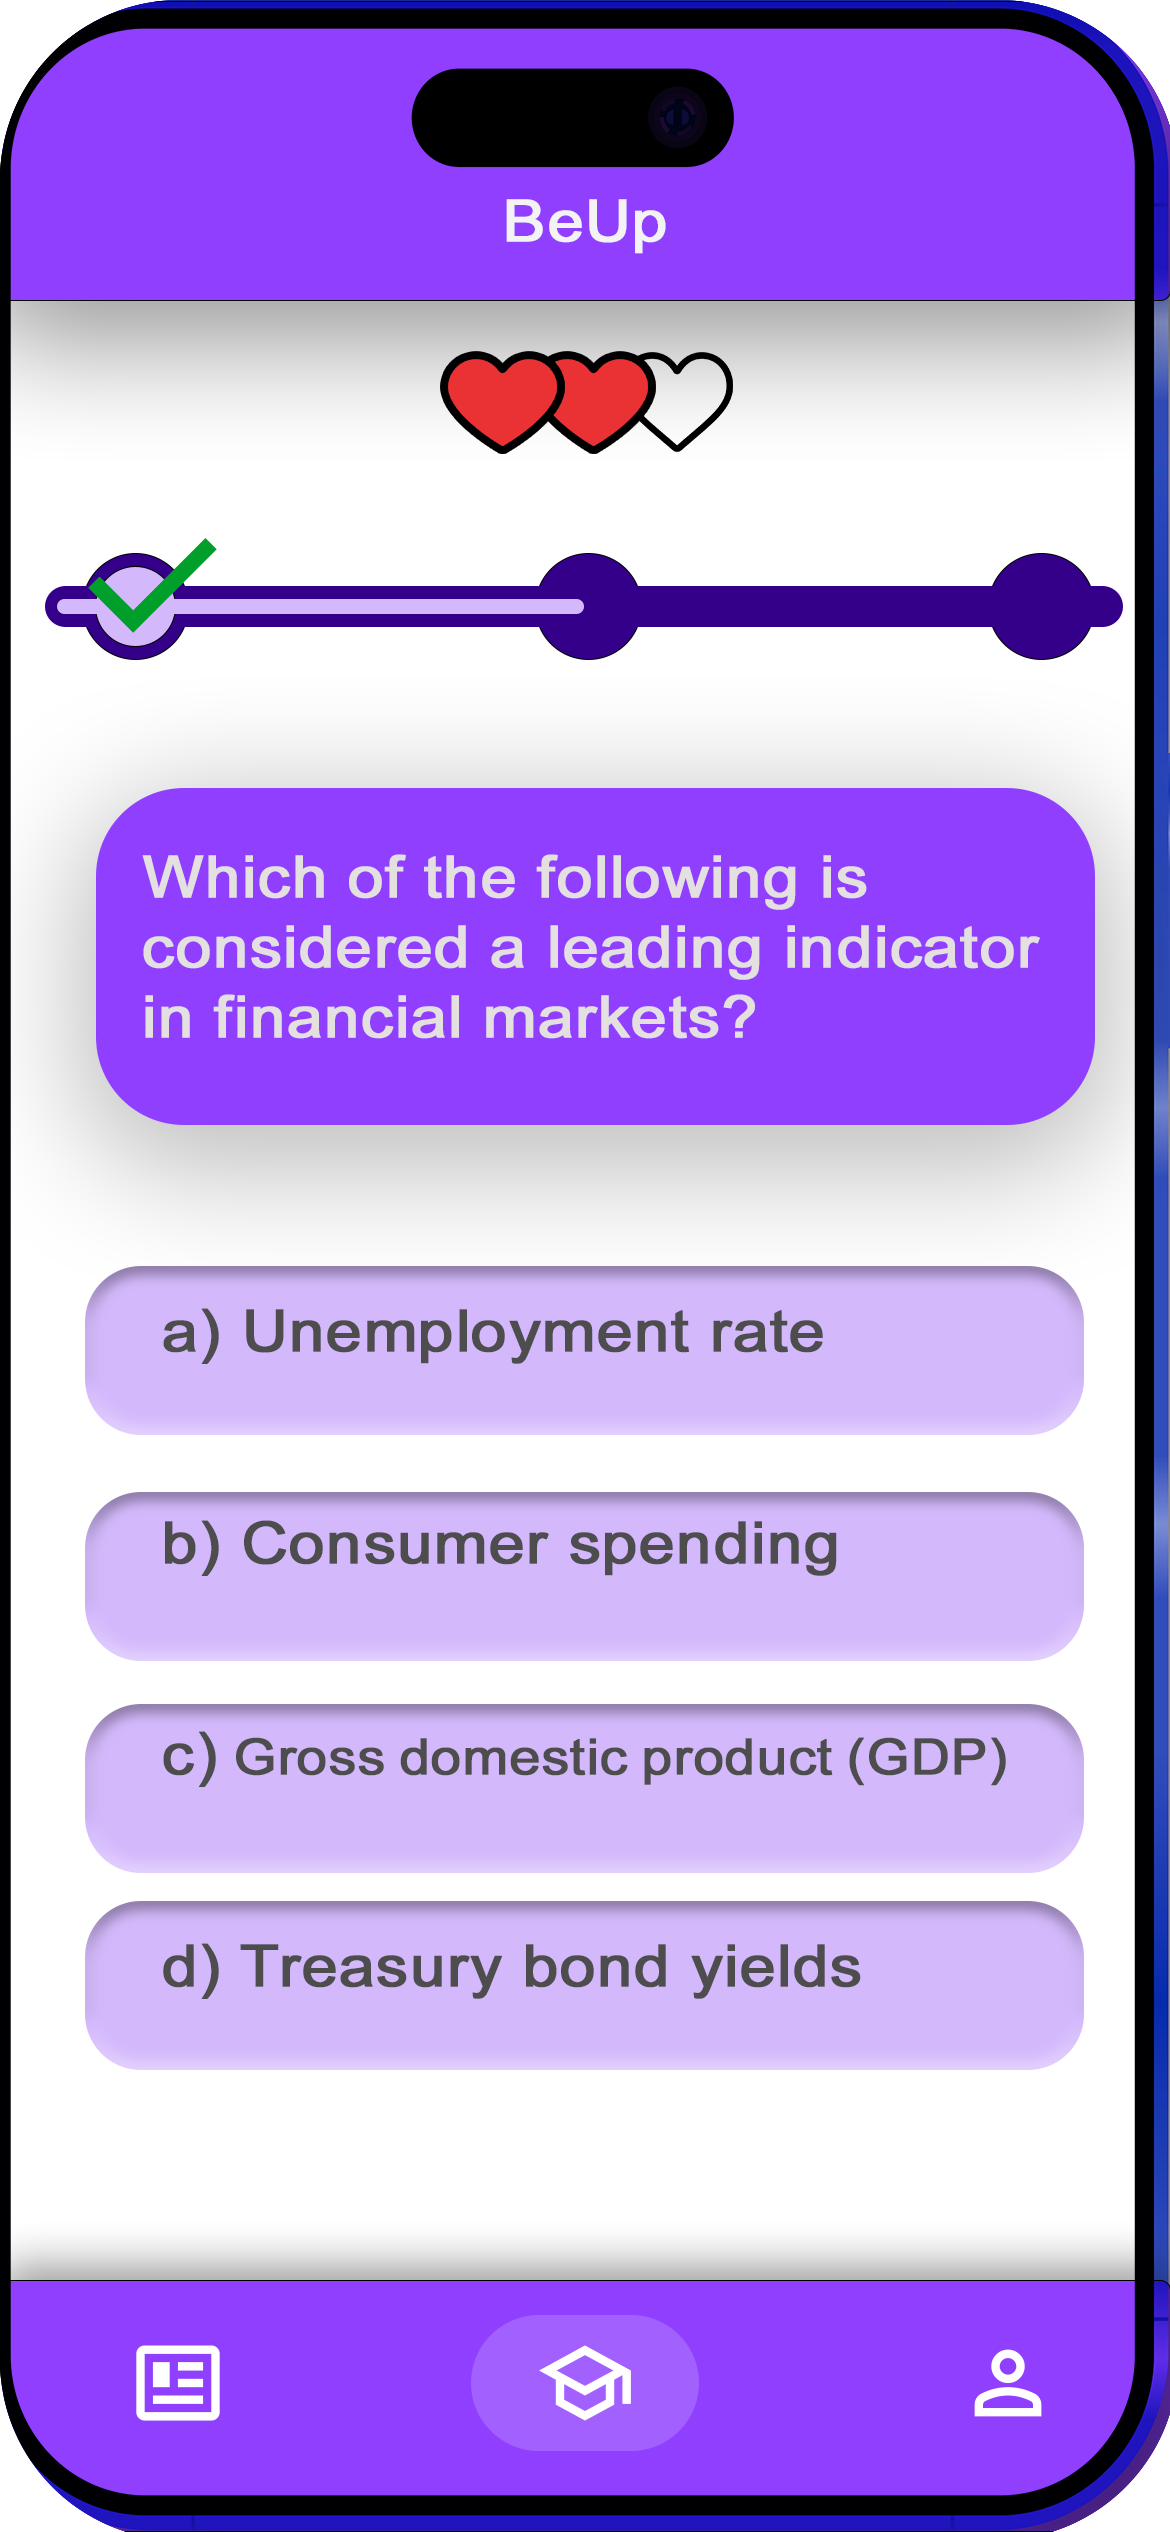 BeUp
Which of the following is
considered a leading indicator
in financial markets?
a) Unemployment rate
b) Consumer spending
c) Gross domestic product (GDP)
d) Treasury bond yields